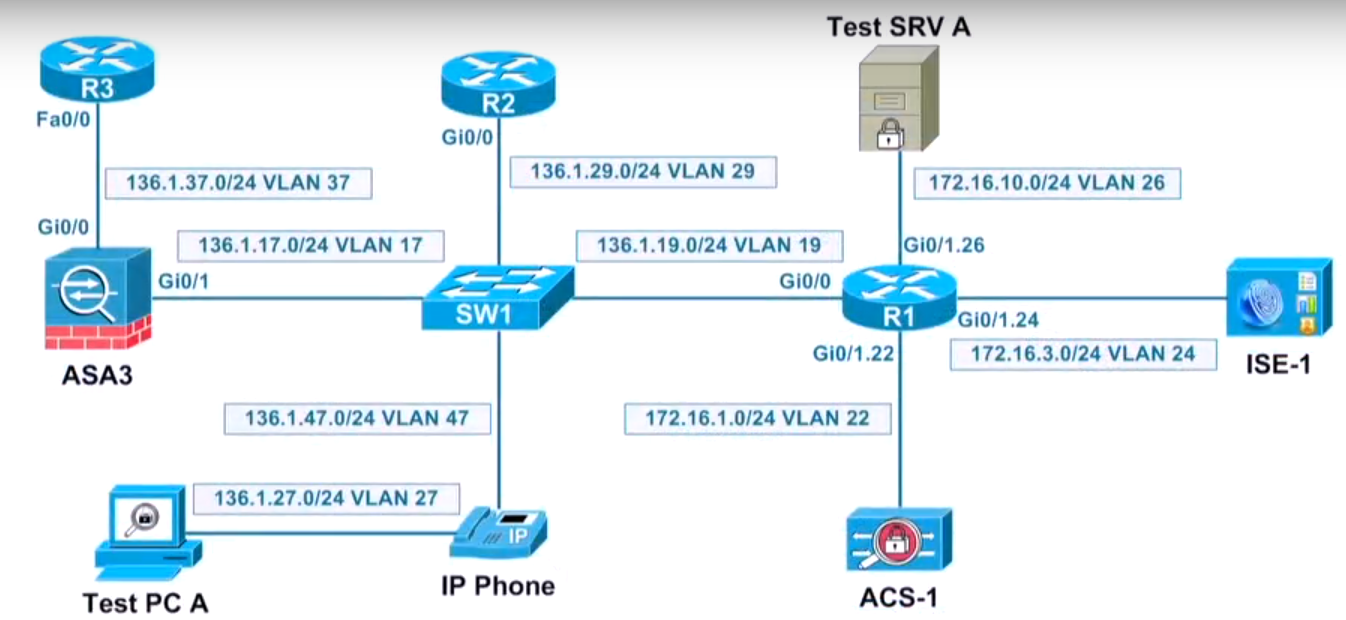 Test SRV A
R3
R2
Fa0/0
Gi0/0
136.1.37.0/24 VLAN 37
136.1.29.0/24 VLAN 29
172.16.10.0/24 VLAN 26
Gi0/0
136.1.17.0/24 VLAN 17
136.1.19.0/24 VLAN 19
Gi0/1.26
Gi0/1
Gi0/0
SW1
R1
Gi0/1.24
ASA3
Gi0/1.22
172.16.3.0/24 VLAN 24
ISE-1
136.1.47.0/24 VLAN 47
172.16.1.0/24 VLAN 22
136.1.27.0/24 VLAN 27
IP
Test PC A
IP Phone
ACS-1